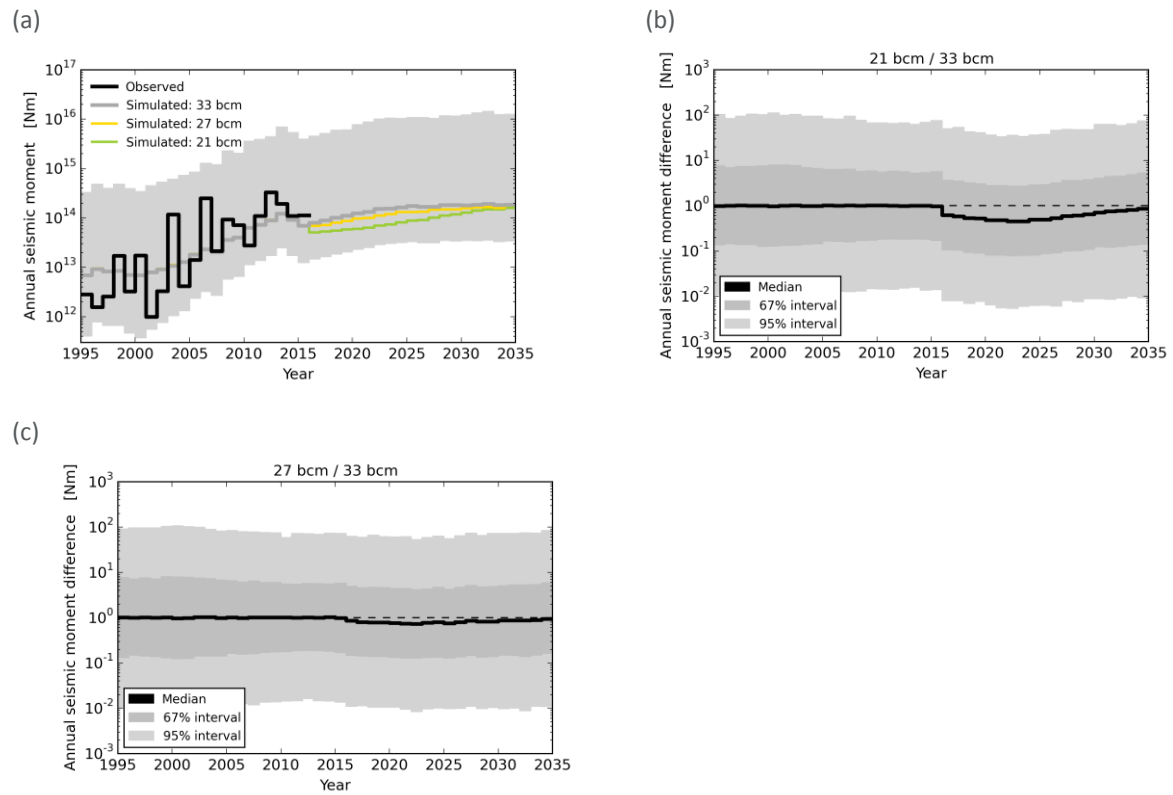 (a)
Annual seismic moment [Nm]
10^17
10^16
10^15
10^14
10^13
10^12
Observed
Simulated: 33 bcm
Simulated: 27 bcm
Simulated: 21 bcm
1995 2000 2005 2010 2015 2020 2025 2030 2035
Year
(b)
21 bcm / 33 bcm
Annual seismic moment difference [Nm]
10^3
10^2
10^1
10^0
10^-1
10^-2
10^-3
Median
67% interval
95% interval
1995 2000 2005 2010 2015 2020 2025 2030 2035
Year
(c)
27 bcm / 33 bcm
Annual seismic moment difference [Nm]
10^3
10^2
10^1
10^0
10^-1
10^-2
10^-3
Median
67% interval
95% interval
1995 2000 2005 2010 2015 2020 2025 2030 2035
Year